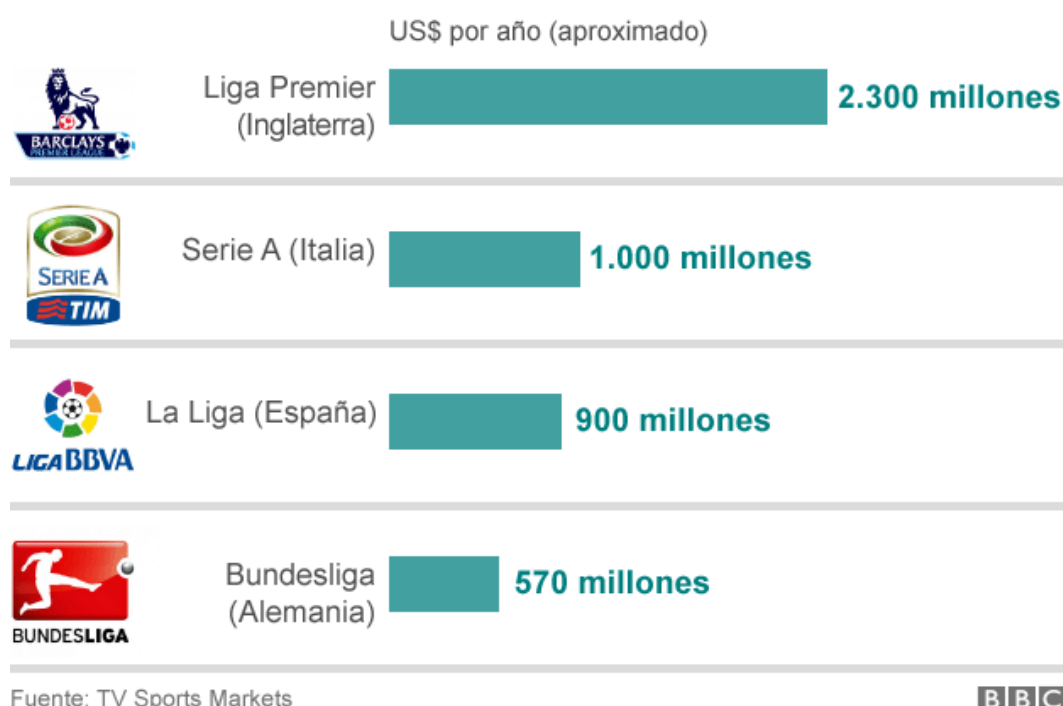 US$ por año (aproximado)
Liga Premier
(Inglaterra)
2.300 millones
BARCLAYS
PREMIER LEAGUE
Serie A (Italia)
1.000 millones
SERIE A
TIM
La Liga (España)
900 millones
LIGA BBVA
Bundesliga
(Alemania)
570 millones
BUNDESLIGA
Fuente: TV Sports Markets
BBC